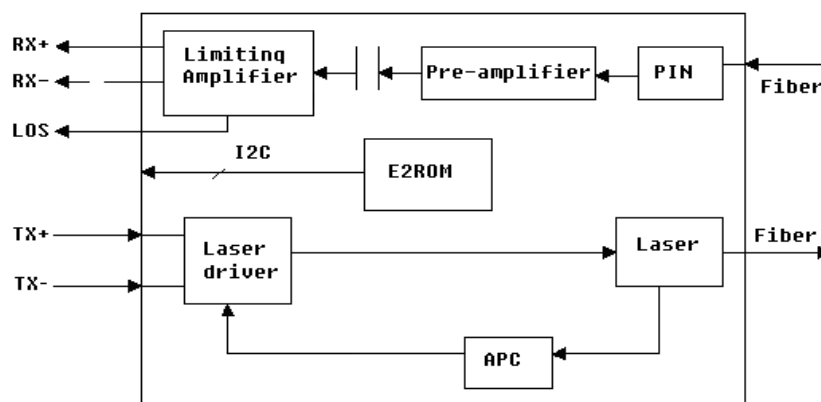 RX+
Limitinq
Amplifier
Pre-amplifier
PIN
RX-
Fiber
LOS
I2C
E2ROM
TX+
Laser
driver
Laser
Fiber
TX-
APC